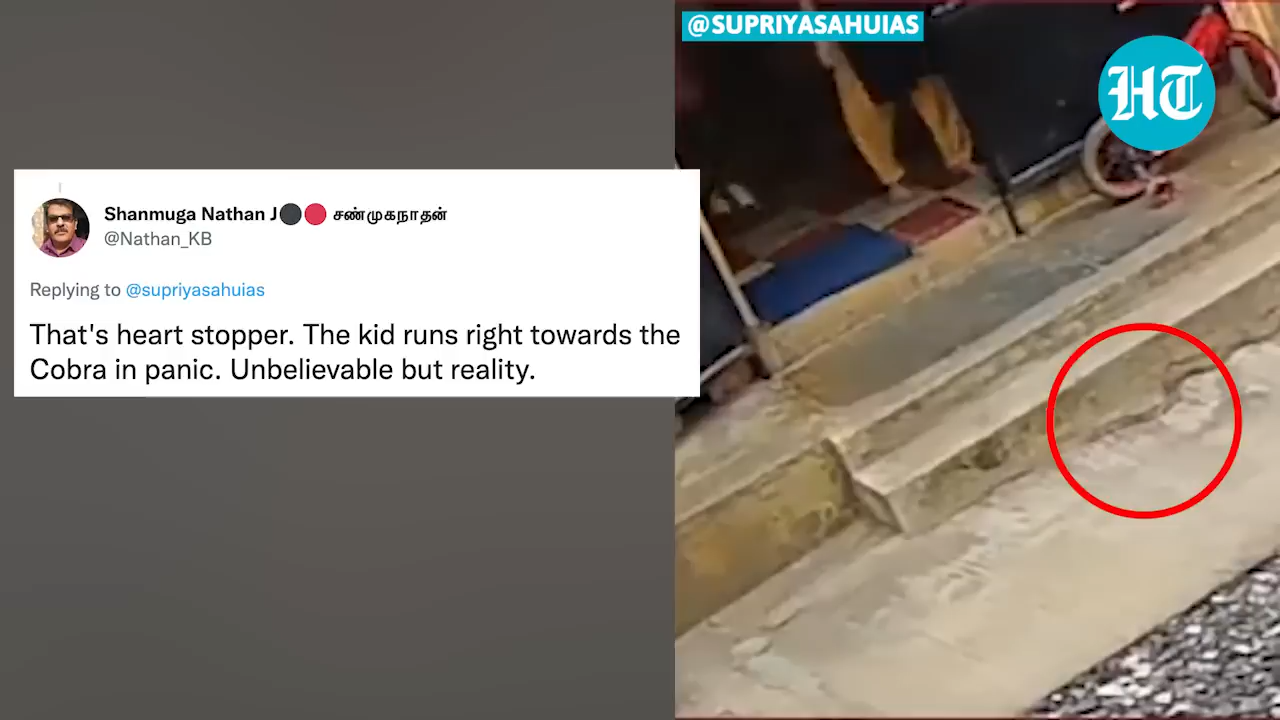 @SUPRIYASAHUIAS
HT
Shanmuga Nathan J⚫🔴 சண்முகநாதன்
@Nathan_KB
Replying to @supriyasahuias
That's heart stopper. The kid runs right towards the
Cobra in panic. Unbelievable but reality.